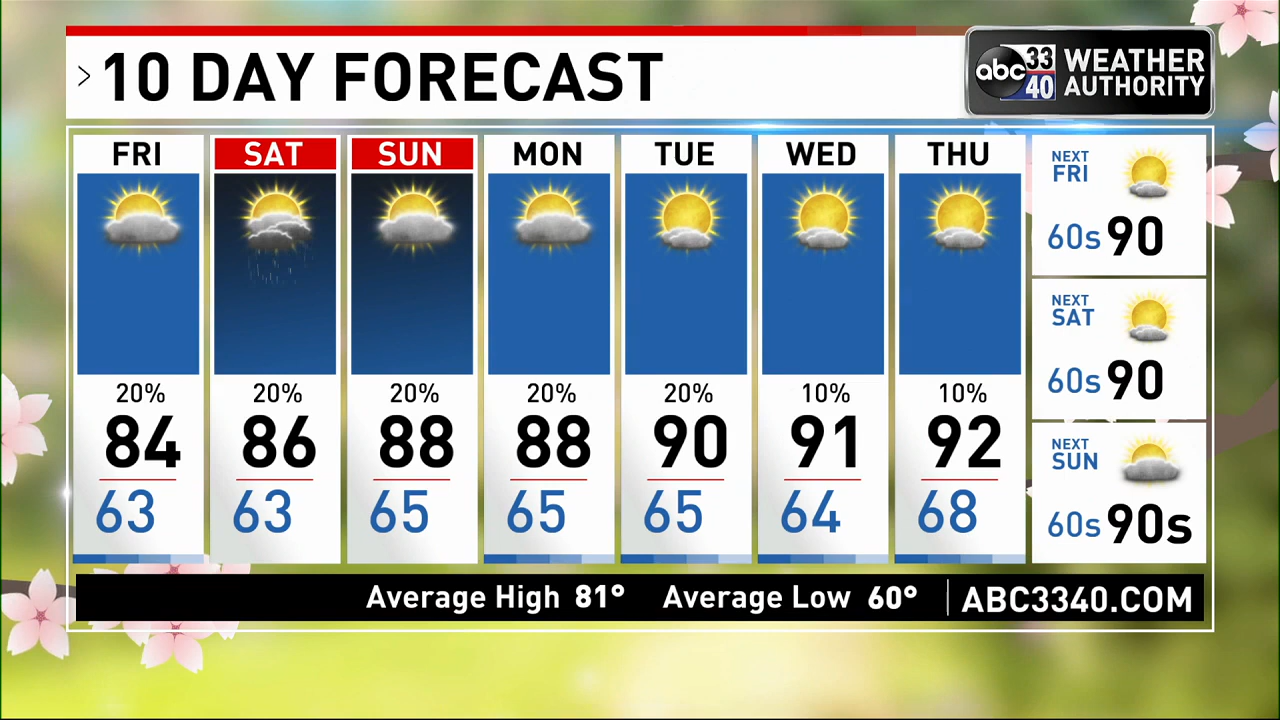 > 10 DAY FORECAST
abc 33 40 WEATHER AUTHORITY
FRI SAT SUN MON TUE WED THU
20% 20% 20% 20% 20% 10% 10%
84 86 88 88 90 91 92
63 63 65 65 65 64 68
NEXT
FRI
60s 90
NEXT
SAT
60s 90
NEXT
SUN
60s 90s
Average High 81° Average Low 60° ABC3340.COM